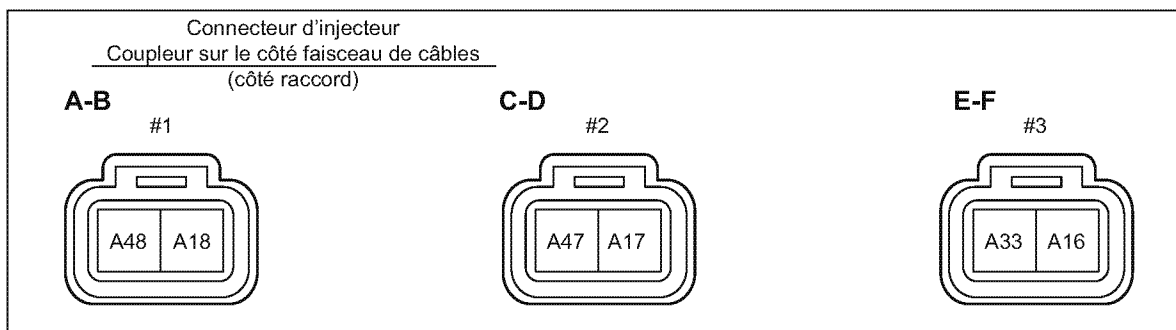 Connecteur d'injecteur
Coupleur sur le côté faisceau de câbles
(côté raccord)
A-B
C-D
E-F
#1
#2
#3
A48 A18
A47 A17
A33 A16